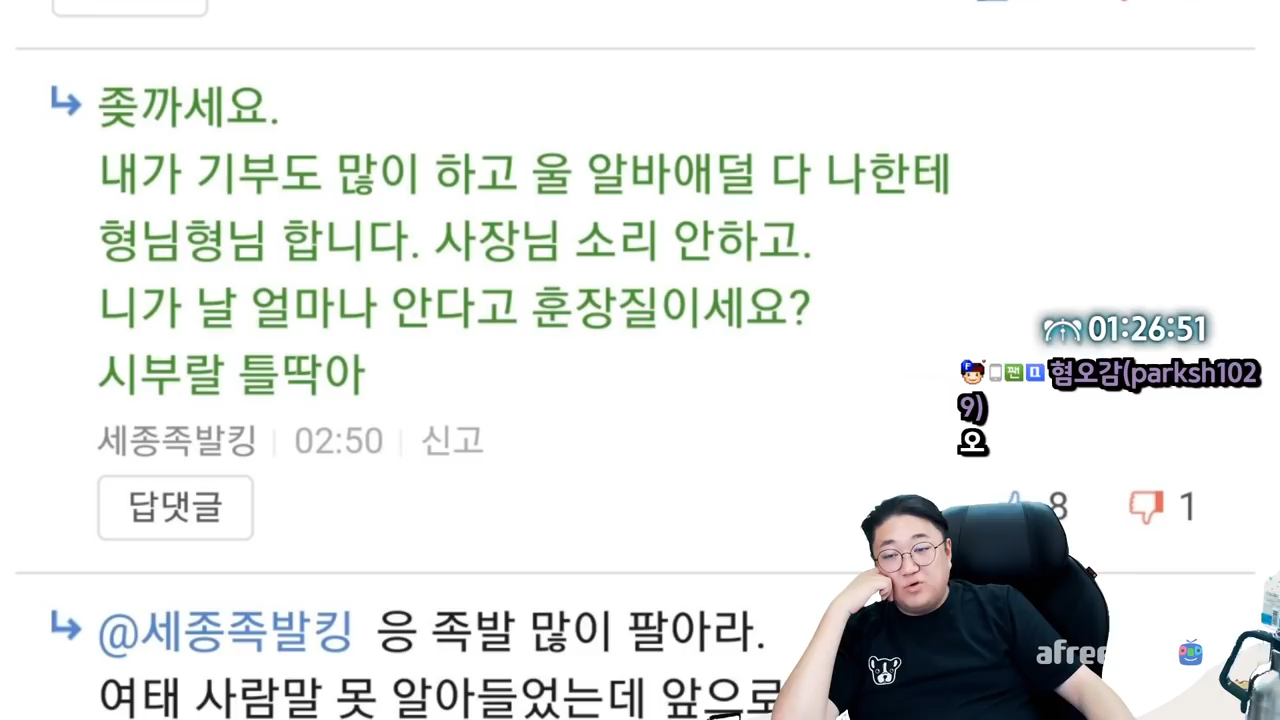 좆까세요.
내가 기부도 많이 하고 울 알바애덜 다 나한테
형님형님 합니다. 사장님 소리 안하고.
니가 날 얼마나 안다고 훈장질이세요?
시부랄 틀딱아
01:26:51
쩬 혐오감(parksh102
9)
오
세종족발킹 02:50 신고
답댓글
8 1
@세종족발킹 응 족발 많이 팔아라.
afree
여태 사람말 못 알아들었는데 앞으로